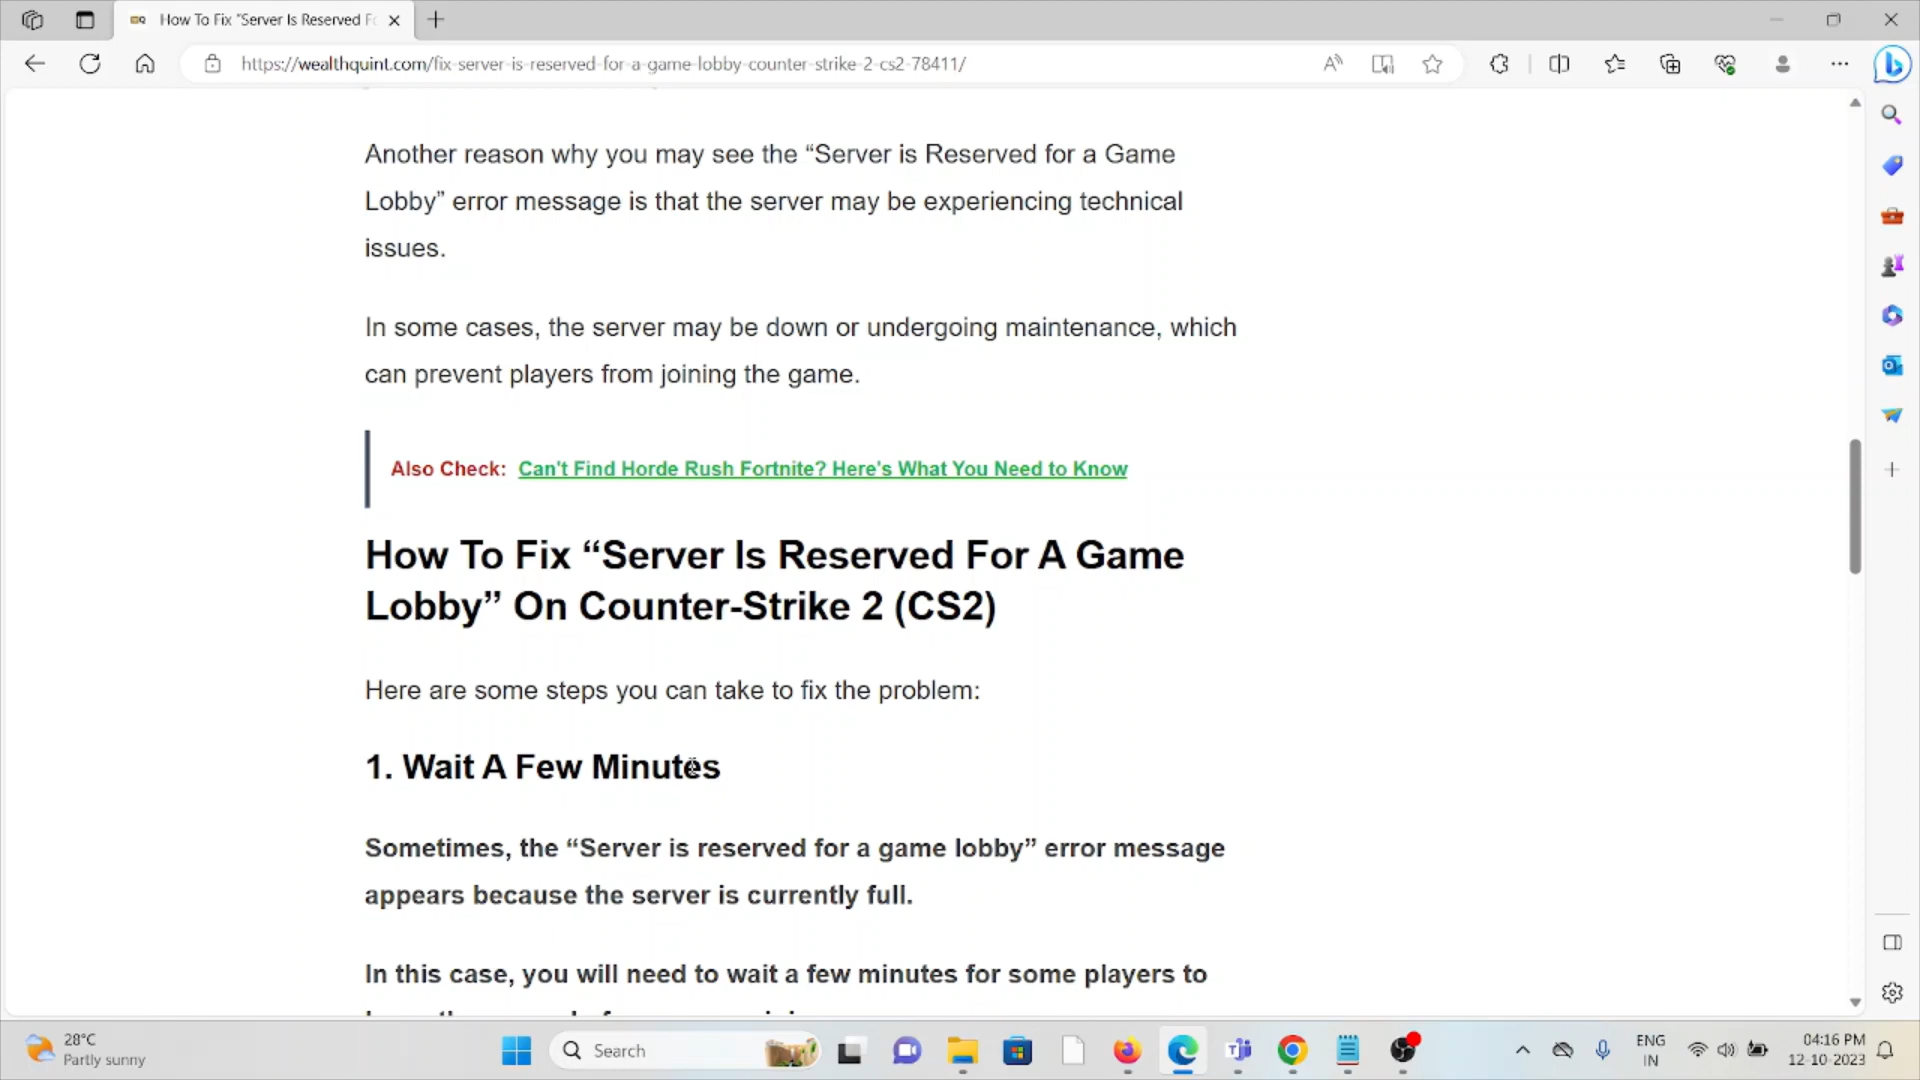 How To Fix "Server Is Reserved Fo
https://wealthquint.com/fix-server-is-reserved-for-a-game-lobby-counter-strike-2-cs2-78411/
Another reason why you may see the “Server is Reserved for a Game
Lobby” error message is that the server may be experiencing technical
issues.
In some cases, the server may be down or undergoing maintenance, which
can prevent players from joining the game.
Also Check: Can't Find Horde Rush Fortnite? Here's What You Need to Know
How To Fix “Server Is Reserved For A Game
Lobby” On Counter-Strike 2 (CS2)
Here are some steps you can take to fix the problem:
1. Wait A Few Minutes
Sometimes, the “Server is reserved for a game lobby” error message
appears because the server is currently full.
In this case, you will need to wait a few minutes for some players to
28°C
Partly sunny
Search
ENG
IN
04:16 PM
12-10-2023